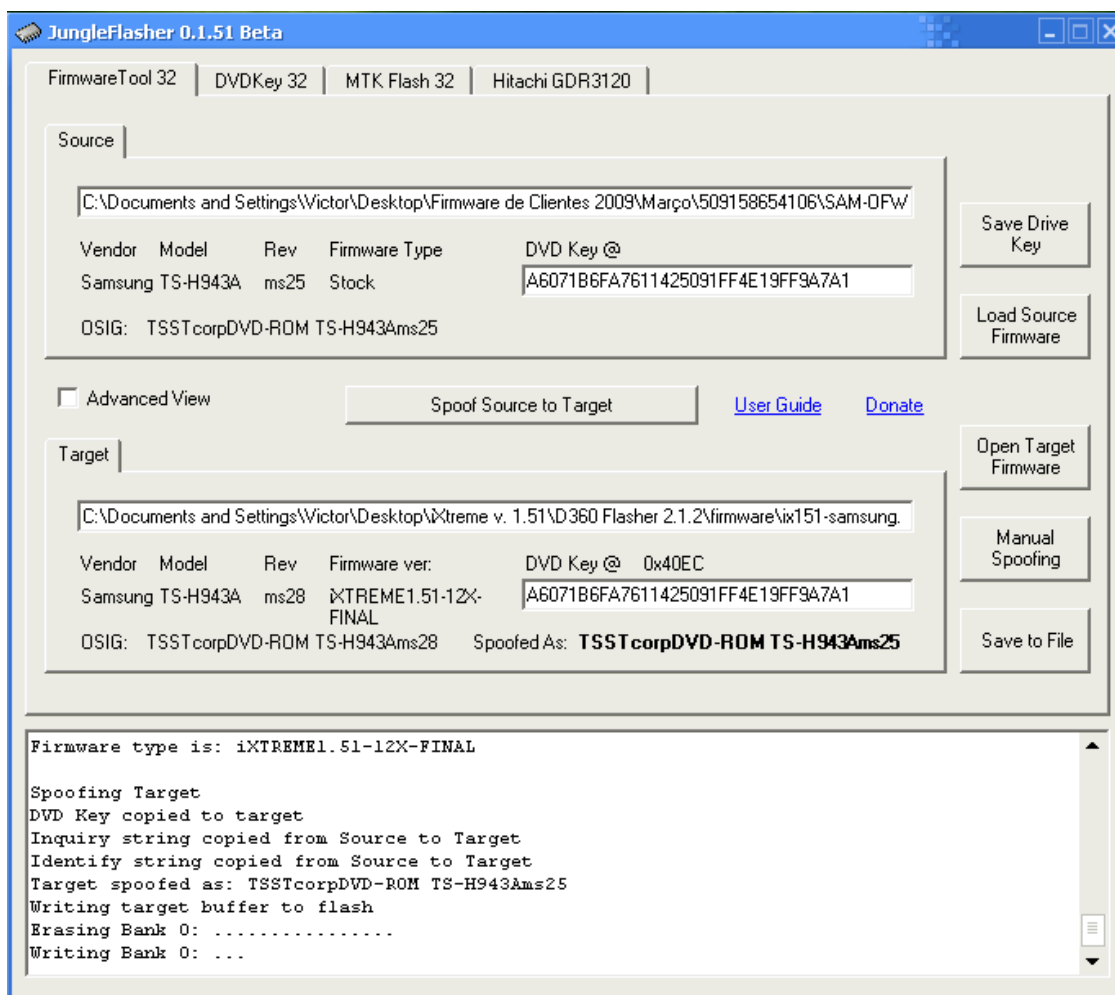 JungleFlasher 0.1.51 Beta
FirmwareTool 32 DVDKey 32 MTK Flash 32 Hitachi GDR3120
Source
C:\Documents and Settings\Victor\Desktop\Firmware de Clientes 2009\Março\509158654106\SAM-OFW
Save Drive Key
Vendor Model Rev Firmware Type DVD Key @
Samsung TS-H943A ms25 Stock A6071B6FA7611425091FF4E19FF9A7A1
OSIG: TSSTcorpDVD-ROM TS-H943Ams25
Load Source Firmware
Advanced View Spoof Source to Target User Guide Donate
Target
Open Target Firmware
C:\Documents and Settings\Victor\Desktop\iXtreme v. 1.51\D360 Flasher 2.1.2\firmware\ix151-samsung.
Manual Spoofing
Vendor Model Rev Firmware ver: DVD Key @ 0x40EC
Samsung TS-H943A ms28 iXTREME1.51-12X-FINAL A6071B6FA7611425091FF4E19FF9A7A1
OSIG: TSSTcorpDVD-ROM TS-H943Ams28 Spoofed As: TSSTcorpDVD-ROM TS-H943Ams25
Save to File
Firmware type is: iXTREME1.51-12X-FINAL
Spoofing Target
DVD Key copied to target
Inquiry string copied from Source to Target
Identify string copied from Source to Target
Target spoofed as: TSSTcorpDVD-ROM TS-H943Ams25
Writing target buffer to flash
Erasing Bank 0: ................
Writing Bank 0: ...